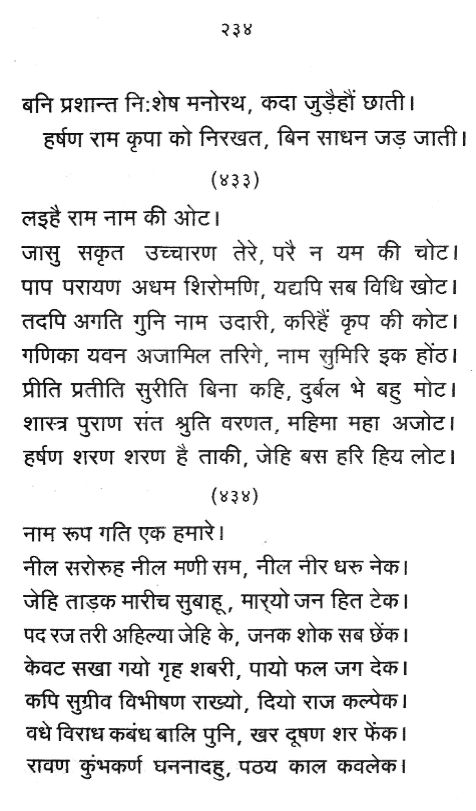 २३४
बनि प्रशान्त नि:शेष मनोरथ, कदा जुड़ैहौं छाती।
हर्षण राम कृपा को निरखत, बिन साधन जड़ जाती।
(४३३)
लइहै राम नाम की ओट।
जासु सकृत उच्चारण तेरे, परै न यम की चोट।
पाप परायण अधम शिरोमणि, यद्यपि सब विधि खोट।
तदपि अगति गुनि नाम उदारी, करिहैं कृप की कोट।
गणिका यवन अजामिल तरिगे, नाम सुमिरि इक होंठ।
प्रीति प्रतीति सुरीति बिना कहि, दुर्बल भे बहु मोट।
शास्त्र पुराण संत श्रुति वरणत, महिमा महा अजोट।
हर्षण शरण शरण है ताकी, जेहि बस हरि हिय लोट।
(४३४)
नाम रूप गति एक हमारे।
नील सरोरुह नील मणी सम, नील नीर धरु नेक।
जेहि ताड़क मारीच सुबाहू, मार्‌यो जन हित टेक।
पद रज तरी अहिल्या जेहि के, जनक शोक सब छेंक।
केवट सखा गयो गृह शबरी, पायो फल जग देक।
कपि सुग्रीव विभीषण राख्यो, दियो राज कल्पेक।
वधे विराध कबंध बालि पुनि, खर दूषण शर फेंक।
रावण कुंभकर्ण घननादहु, पठय काल कवलेक।